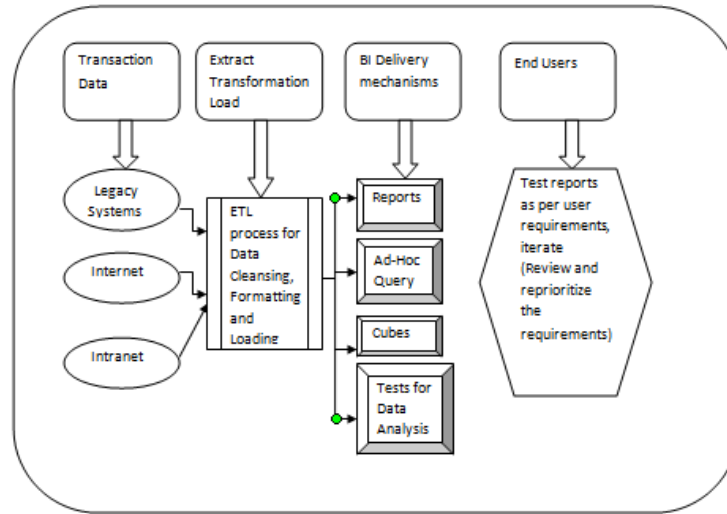 Transaction
Data
Extract
Transformation
Load
BI Delivery
mechanisms
End Users
Legacy
Systems
Internet
Intranet
ETL
process for
Data
Cleansing,
Formatting
and
Loading
Reports
Ad-Hoc
Query
Cubes
Tests for
Data
Analysis
Test reports
as per user
requirements,
iterate
(Review and
reprioritize
the
requirements)